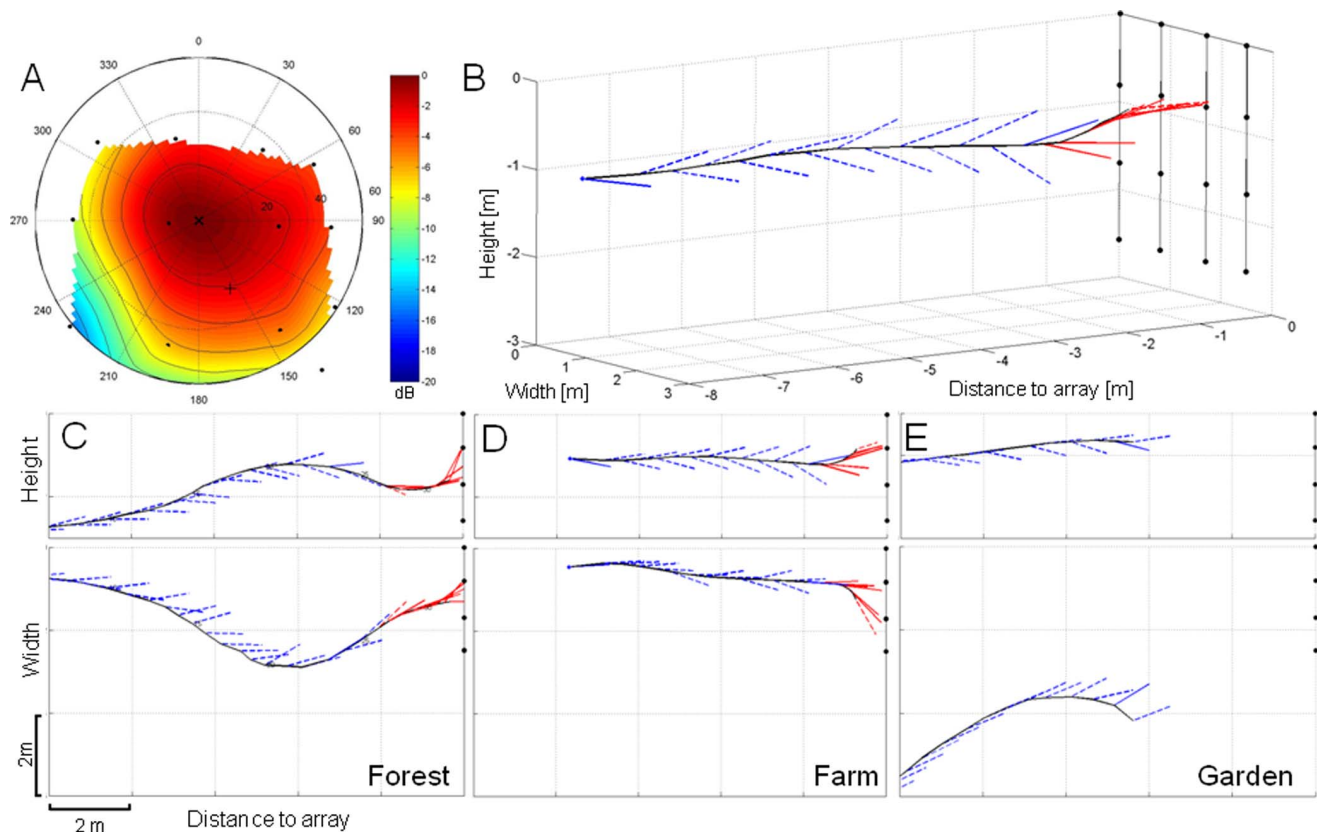 A
0
30
60
90
120
150
180
210
240
270
300
330
20
40
60
0
-2
-4
-6
-8
-10
-12
-14
-16
-18
-20
dB
B
0
-1
-2
-3
Height [m]
0
1
2
3
Width [m]
-8
-7
-6
-5
-4
-3
-2
-1
0
Distance to array [m]
C
Height
Width
2m
Forest
2 m
Distance to array
D
Farm
E
Garden